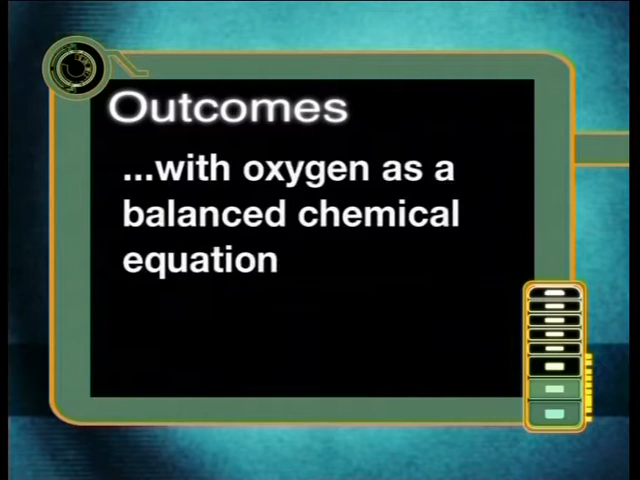 Outcomes
...with oxygen as a
balanced chemical
equation